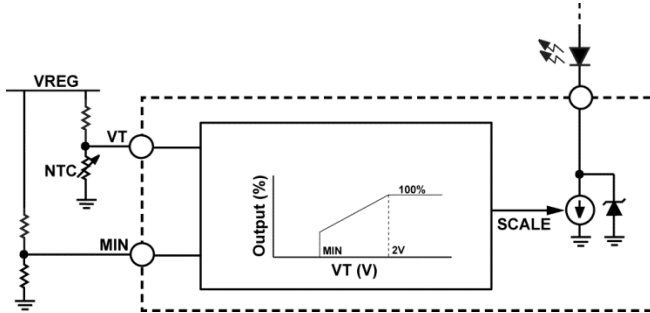 VREG
VT
NTC
MIN
Output (%)
100%
MIN
2V
VT (V)
SCALE